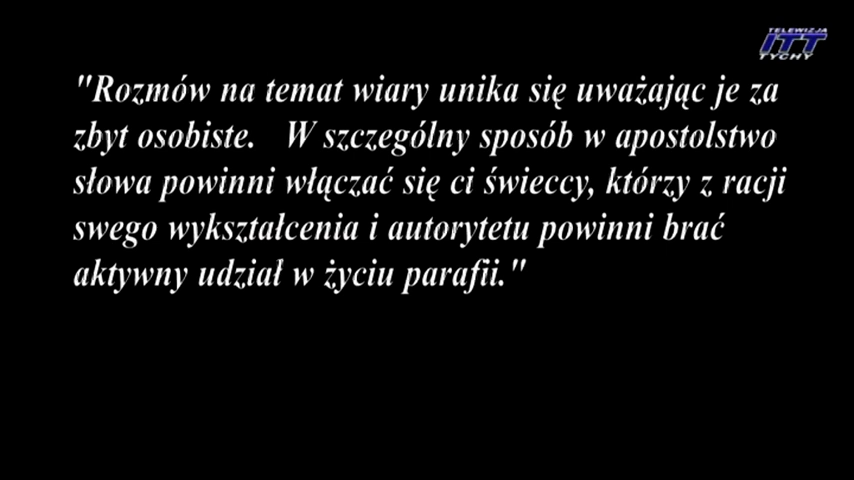 TELEWIZJA
ITT
TYCHY
"Rozmów na temat wiary unika się uważając je za
zbyt osobiste. W szczególny sposób w apostolstwo
słowa powinni włączać się ci świeccy, którzy z racji
swego wykształcenia i autorytetu powinni brać
aktywny udział w życiu parafii."